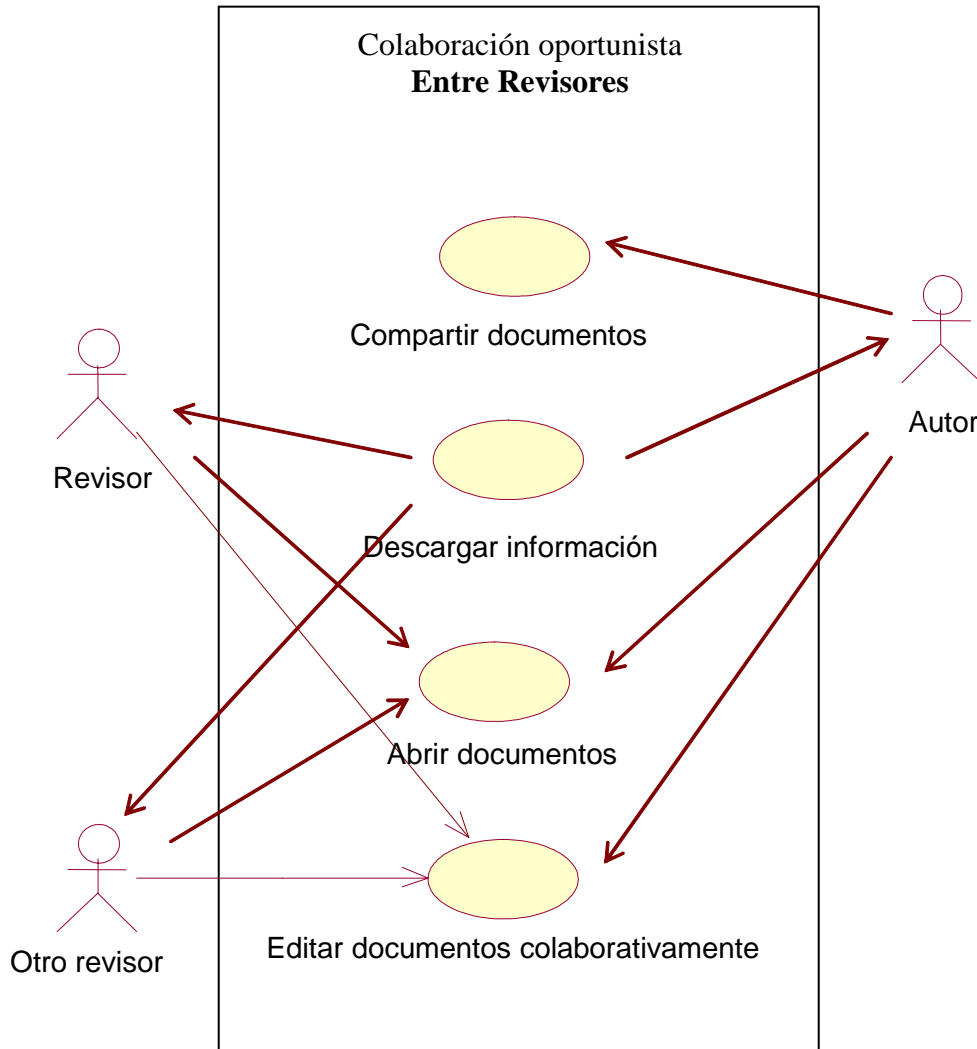 Colaboración oportunista
Entre Revisores
Compartir documentos
Autor
Revisor
Descargar información
Abrir documentos
Otro revisor
Editar documentos colaborativamente